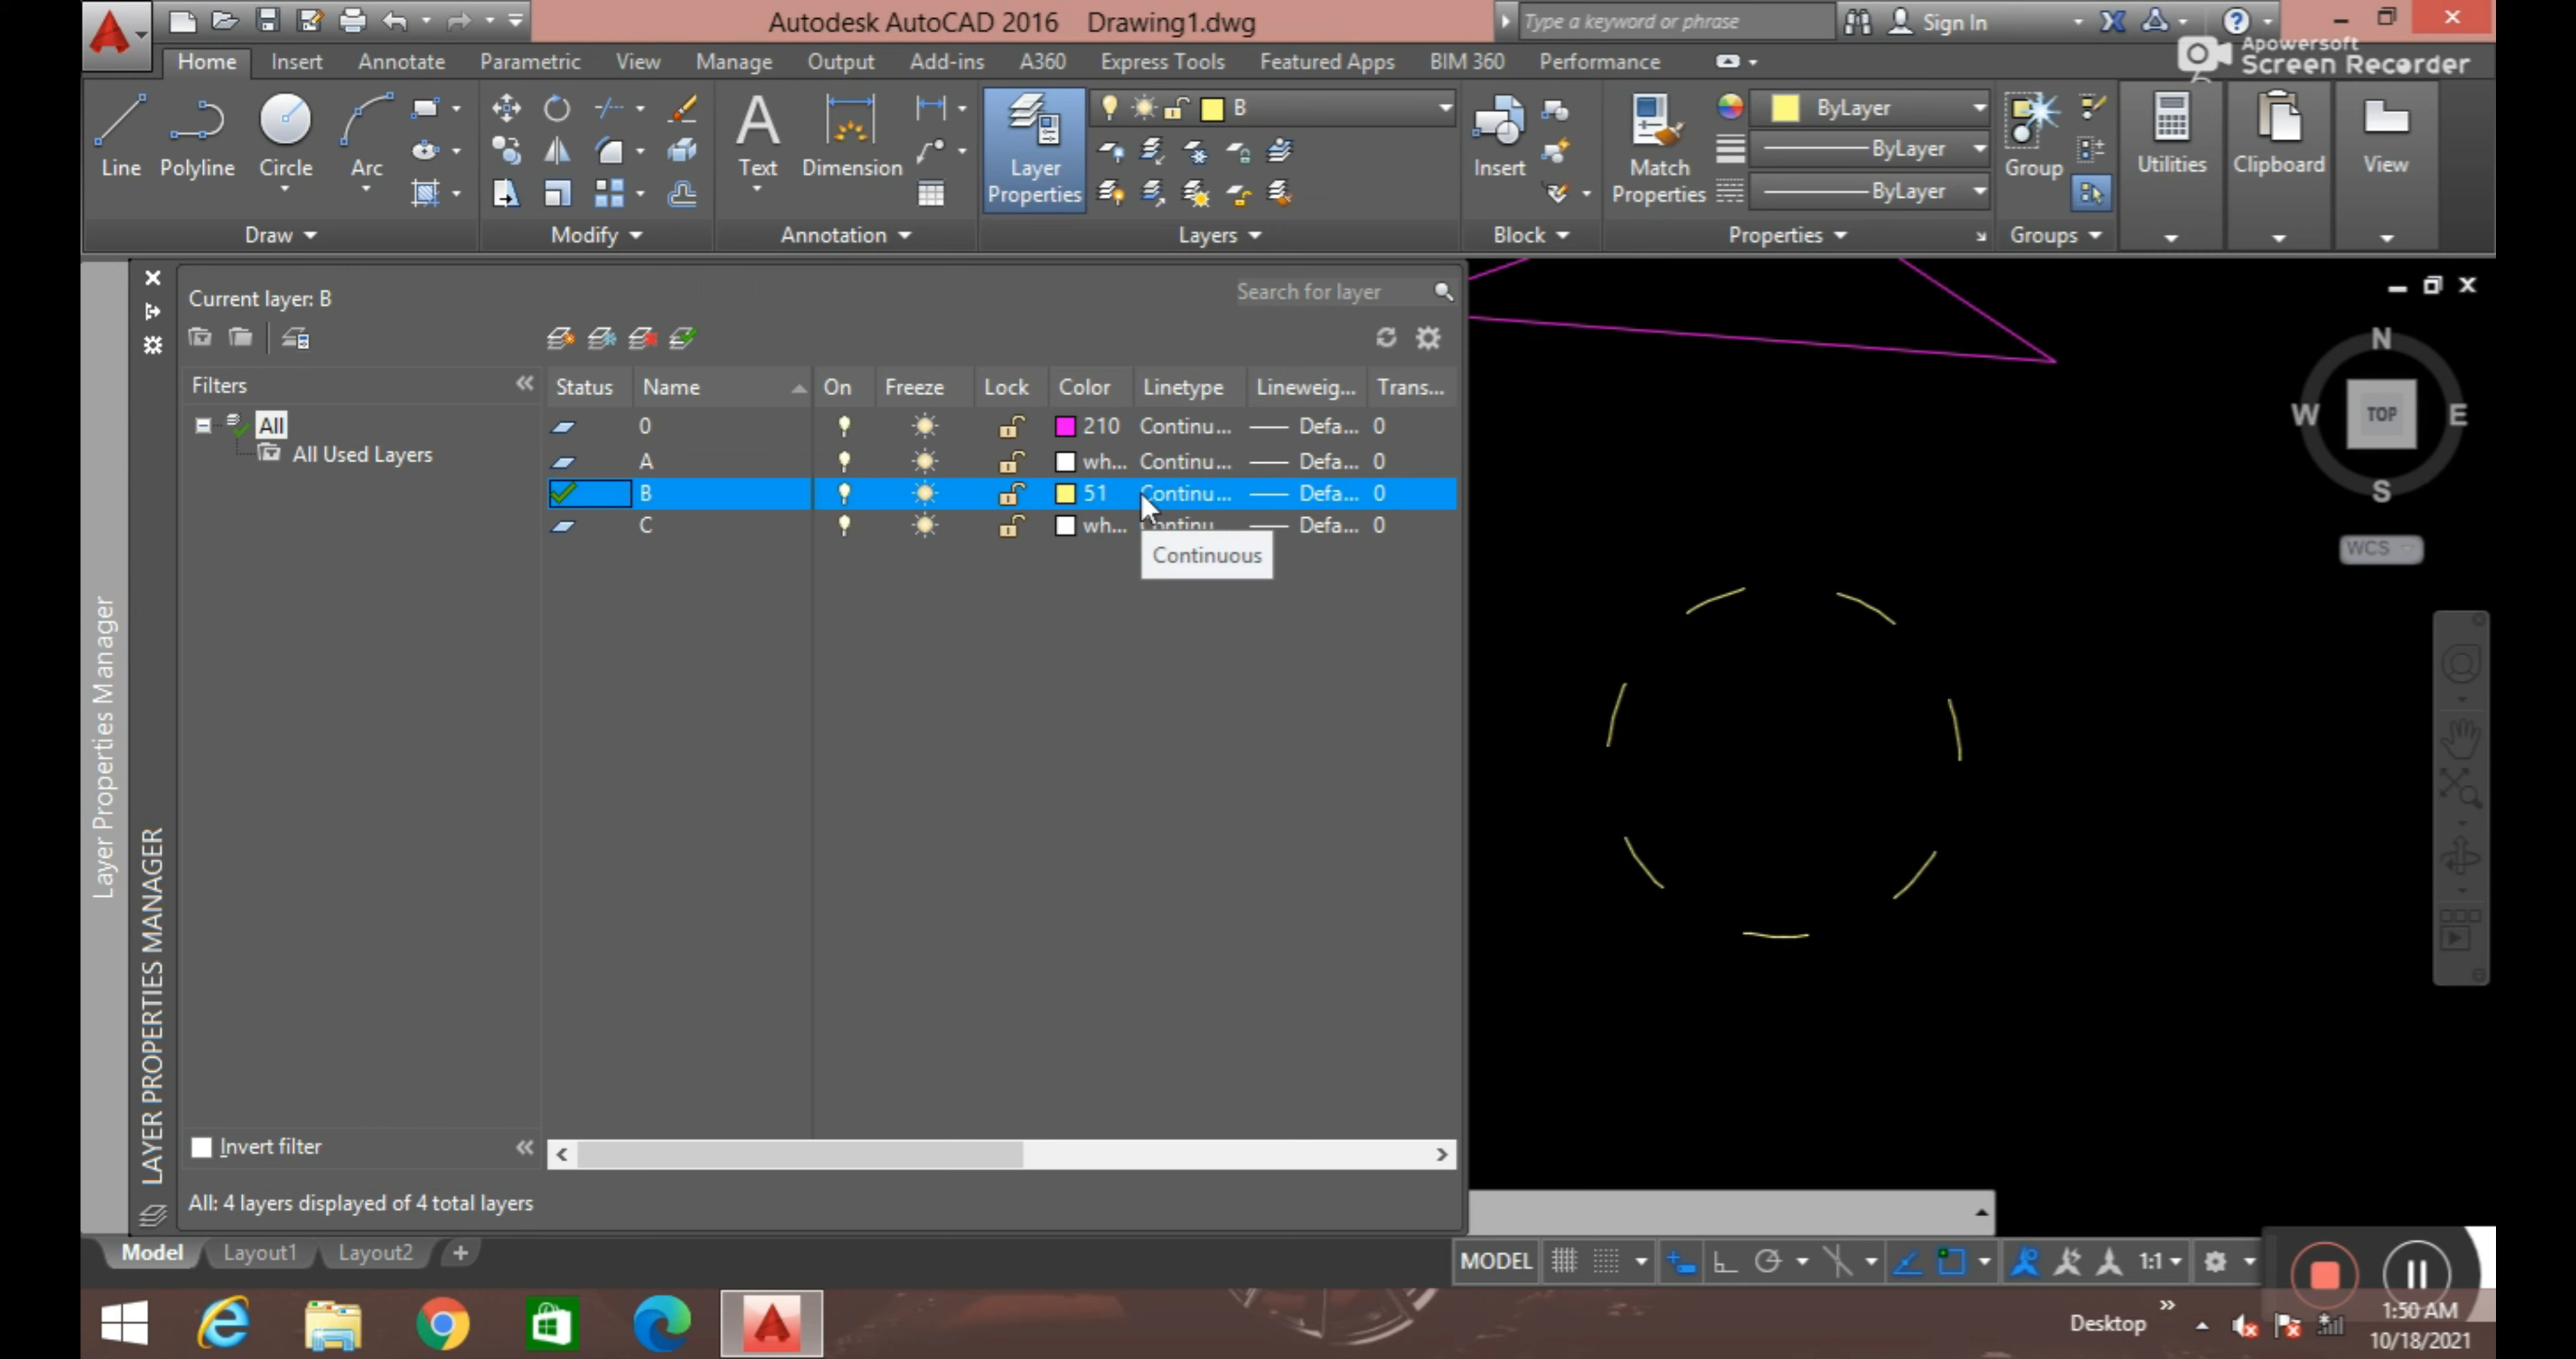 Autodesk AutoCAD 2016 Drawing1.dwg
Type a keyword or phrase
Sign In
Apowersoft
Screen Recorder
Home Insert Annotate Parametric View Manage Output Add-ins A360 Express Tools Featured Apps BIM 360 Performance
B
ByLayer
ByLayer
ByLayer
Line Polyline Circle Arc
A
Text Dimension
Layer
Properties
Insert
Match
Properties
Group
Utilities
Clipboard
View
Draw Modify Annotation Layers Block Properties Groups
Current layer: B
Search for layer
Filters
All
All Used Layers
Status Name On Freeze Lock Color Linetype Lineweig... Trans...
0 210 Continu... Defa... 0
A wh... Continu... Defa... 0
B 51 Continu... Defa... 0
C wh... Continu... Defa... 0
Continuous
N
W TOP E
S
WCS
Layer Properties Manager
LAYER PROPERTIES MANAGER
Invert filter
All: 4 layers displayed of 4 total layers
Model Layout1 Layout2 +
MODEL 1:1
Desktop
1:50 AM
10/18/2021